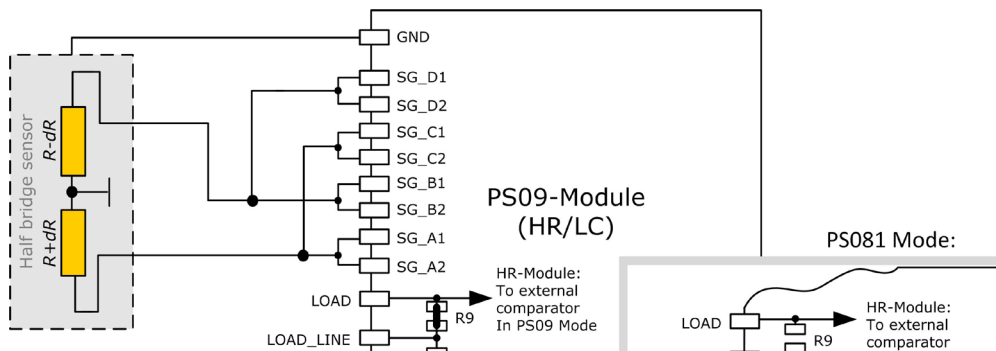 GND
SG_D1
SG_D2
SG_C1
SG_C2
SG_B1
SG_B2
SG_A1
SG_A2
LOAD
LOAD_LINE
R9
Half bridge sensor
R-dR
R+dR
PS09-Module
(HR/LC)
HR-Module:
To external
comparator
In PS09 Mode
PS081 Mode:
LOAD
R9
HR-Module:
To external
comparator